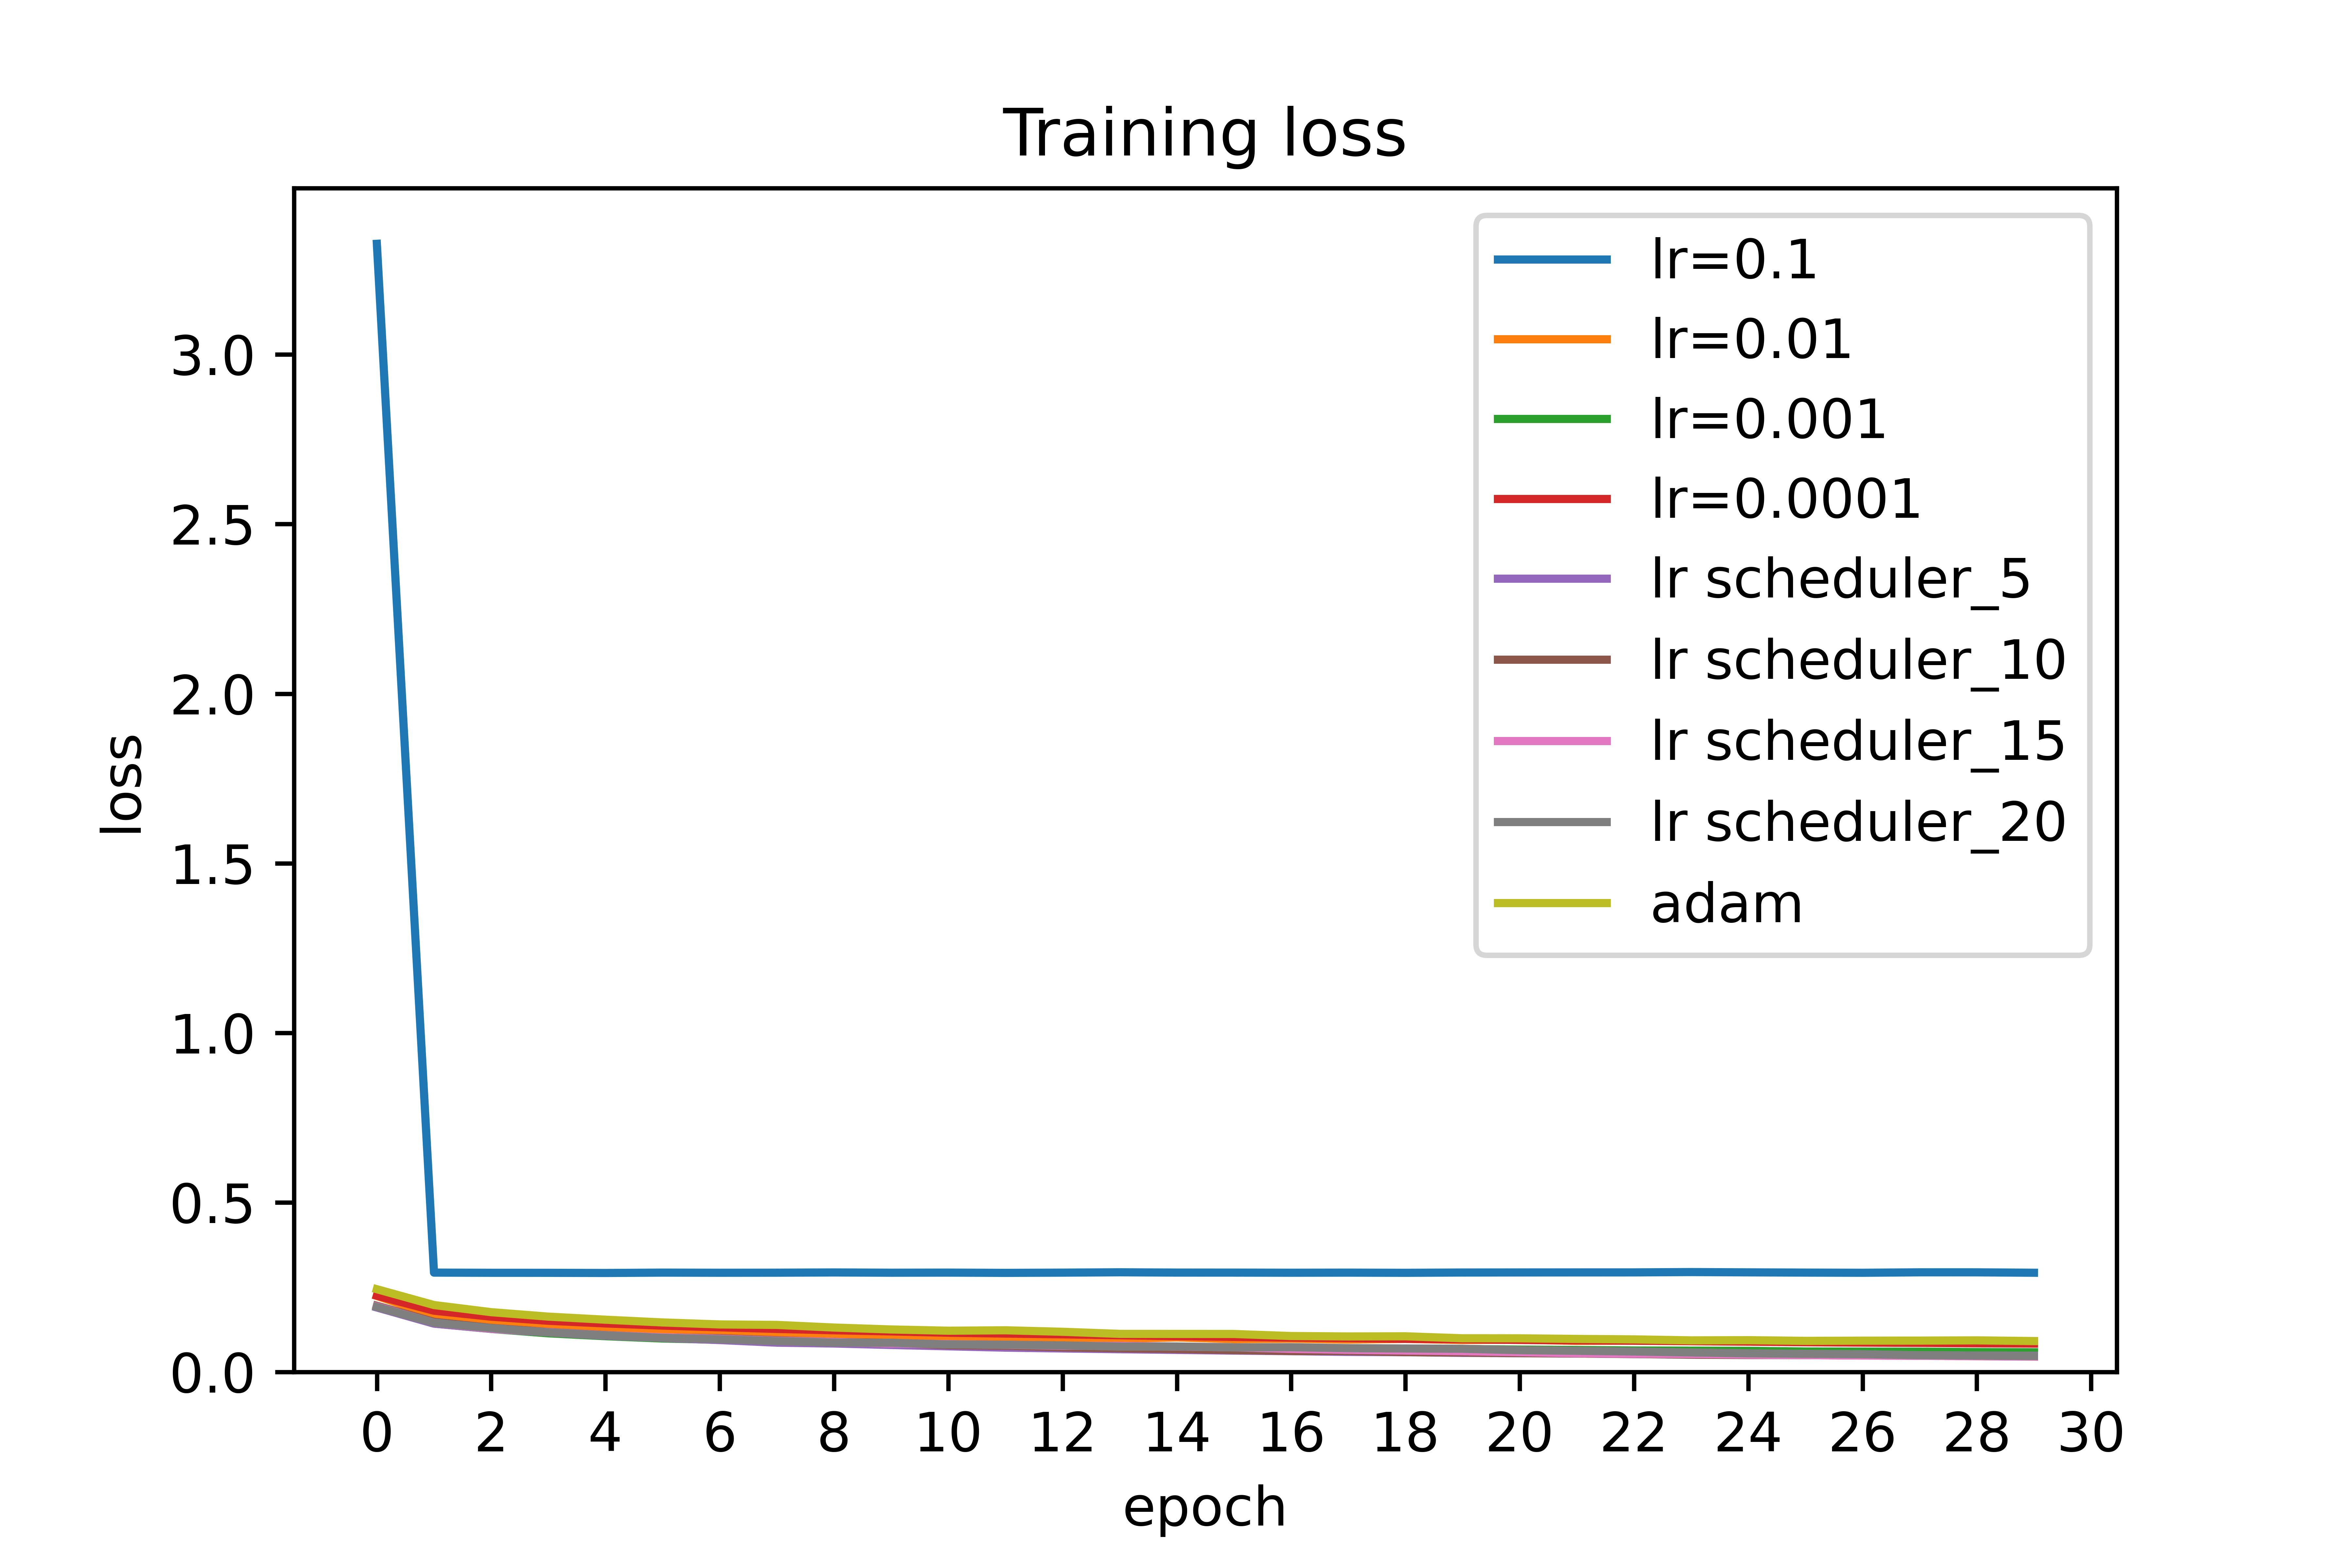 Training loss
lr=0.1
lr=0.01
lr=0.001
lr=0.0001
lr scheduler_5
lr scheduler_10
lr scheduler_15
lr scheduler_20
adam
loss
3.0
2.5
2.0
1.5
1.0
0.5
0.0
0 2 4 6 8 10 12 14 16 18 20 22 24 26 28 30
epoch